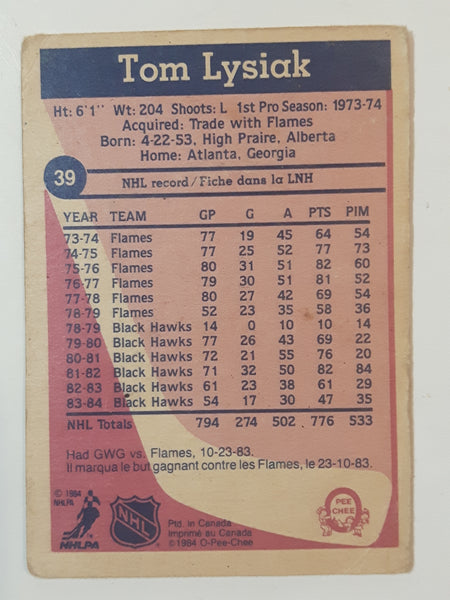 Tom Lysiak
Ht: 6'1" Wt: 204 Shoots: L 1st Pro Season: 1973-74
Acquired: Trade with Flames
Born: 4-22-53, High Praire, Alberta
Home: Atlanta, Georgia
39 NHL record/Fiche dans la LNH
YEAR TEAM GP G A PTS PIM
73-74 Flames 77 19 45 64 54
74-75 Flames 77 25 52 77 73
75-76 Flames 80 31 51 82 60
76-77 Flames 79 30 51 81 52
77-78 Flames 80 27 42 69 54
78-79 Flames 52 23 35 58 36
78-79 Black Hawks 14 0 10 10 14
79-80 Black Hawks 77 26 43 69 22
80-81 Black Hawks 72 21 55 76 20
81-82 Black Hawks 71 32 50 82 84
82-83 Black Hawks 61 23 38 61 29
83-84 Black Hawks 54 17 30 47 35
NHL Totals 794 274 502 776 533
Had GWG vs. Flames, 10-23-83.
Il marqua le but gagnant contre les Flames, le 23-10-83.
© 1984
NHLPA
NHLPA
NHL
Ptd. in Canada
Imprimé au Canada
©1984 O-Pee-Chee
O
PEE
CHEE